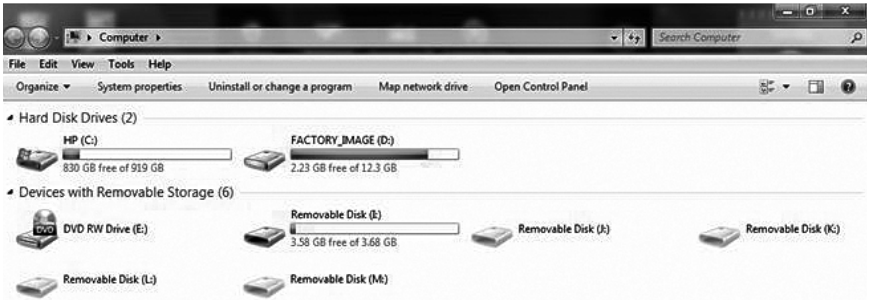 Computer
Search Computer
File Edit View Tools Help
Organize System properties Uninstall or change a program Map network drive Open Control Panel
Hard Disk Drives (2)
HP (C:)
830 GB free of 919 GB
FACTORY_IMAGE (D:)
2.23 GB free of 12.3 GB
Devices with Removable Storage (6)
DVD
DVD RW Drive (E:)
Removable Disk (I:)
3.58 GB free of 3.68 GB
Removable Disk (J:)
Removable Disk (K:)
Removable Disk (L:)
Removable Disk (M:)